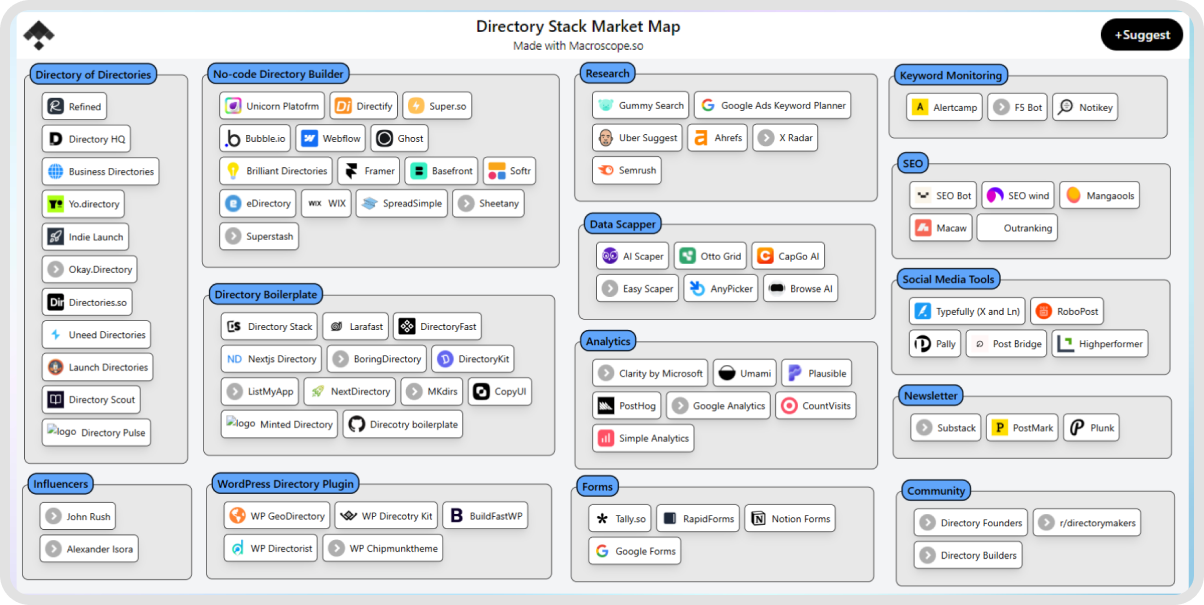 Directory Stack Market Map
Made with Macroscope.so
+Suggest
Directory of Directories
Refined
Directory HQ
Business Directories
Yo.directory
Indie Launch
Okay.Directory
Dir Directories.so
Uneed Directories
Launch Directories
Directory Scout
logo Directory Pulse
Influencers
John Rush
Alexander Isora
No-code Directory Builder
Unicorn Platofrm
Di Directify
Super.so
Bubble.io
Webflow
Ghost
Brilliant Directories
Framer
Basefront
Softr
eDirectory
WIX WIX
SpreadSimple
Sheetany
Superstash
Directory Boilerplate
DS Directory Stack
Larafast
DirectoryFast
ND Nextjs Directory
BoringDirectory
DirectoryKit
ListMyApp
NextDirectory
MKdirs
CopyUI
logo Minted Directory
Direcotry boilerplate
WordPress Directory Plugin
WP GeoDirectory
WP Direcotry Kit
B BuildFastWP
WP Directorist
WP Chipmunktheme
Research
Gummy Search
G Google Ads Keyword Planner
Uber Suggest
Ahrefs
X Radar
Semrush
Data Scapper
AI Scaper
Otto Grid
CapGo AI
Easy Scaper
AnyPicker
Browse AI
Analytics
Clarity by Microsoft
Umami
Plausible
PostHog
Google Analytics
CountVisits
Simple Analytics
Forms
Tally.so
RapidForms
Notion Forms
G Google Forms
Keyword Monitoring
A Alertcamp
F5 Bot
Notikey
SEO
SEO Bot
SEO wind
Mangaools
Macaw
Outranking
Social Media Tools
Typefully (X and Ln)
RoboPost
Pally
Post Bridge
Highperformer
Newsletter
Substack
P PostMark
Plunk
Community
Directory Founders
r/directorymakers
Directory Builders